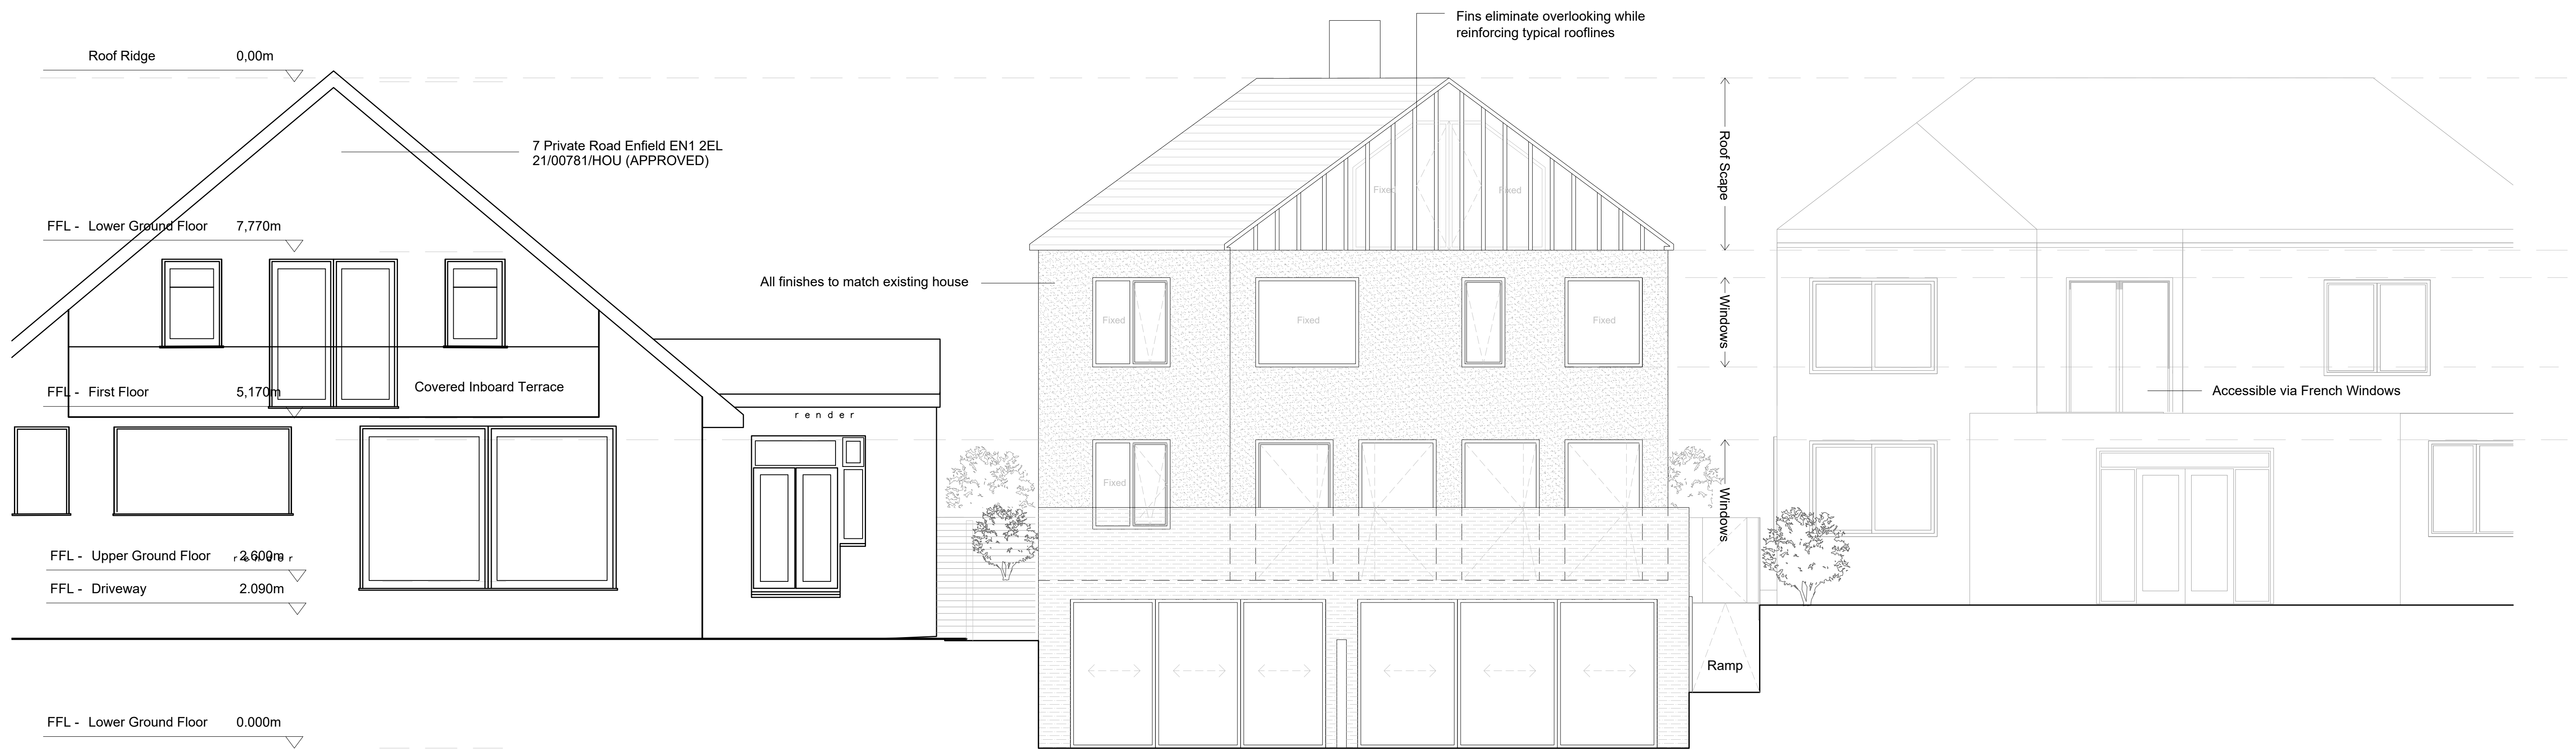 Fins eliminate overlooking while
reinforcing typical rooflines
Roof Ridge 0,00m
7 Private Road Enfield EN1 2EL
21/00781/HOU (APPROVED)
Roof Scape
Fixed
Fixed
FFL - Lower Ground Floor 7,770m
All finishes to match existing house
Windows
Fixed
Fixed
Fixed
Covered Inboard Terrace
FFL - First Floor 5,170m
Accessible via French Windows
render
Fixed
Windows
FFL - Upper Ground Floor 2,600m
render
FFL - Driveway 2.090m
Ramp
FFL - Lower Ground Floor 0.000m